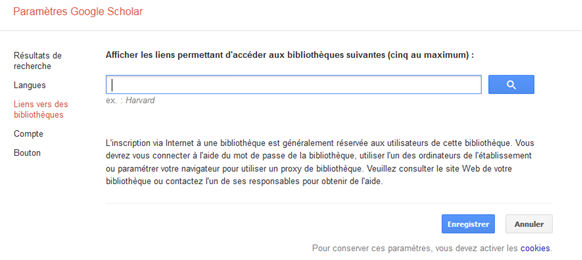 Paramètres Google Scholar
Résultats de
recherche
Langues
Liens vers des
bibliothèques
Compte
Bouton
Afficher les liens permettant d'accéder aux bibliothèques suivantes (cinq au maximum) :
ex. : Harvard
L'inscription via Internet à une bibliothèque est généralement réservée aux utilisateurs de cette bibliothèque. Vous
devrez vous connecter à l'aide du mot de passe de la bibliothèque, utiliser l'un des ordinateurs de l'établissement
ou paramétrer votre navigateur pour utiliser un proxy de bibliothèque. Veuillez consulter le site Web de votre
bibliothèque ou contactez l'un de ses responsables pour obtenir de l'aide.
Enregistrer
Annuler
Pour conserver ces paramètres, vous devez activer les cookies.